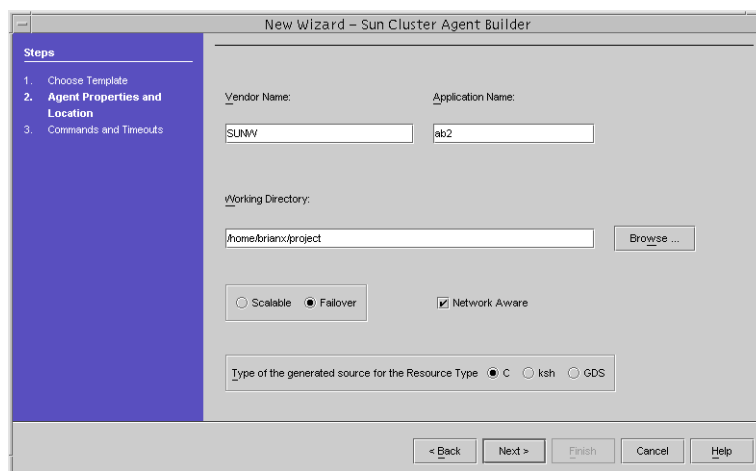 New Wizard – Sun Cluster Agent Builder
Steps
1. Choose Template
2. Agent Properties and
Location
3. Commands and Timeouts
Vendor Name:
Application Name:
SUNW
ab2
Working Directory:
/home/brianx/project
Browse ...
Scalable
Failover
Network Aware
Type of the generated source for the Resource Type
C
ksh
GDS
< Back
Next >
Finish
Cancel
Help